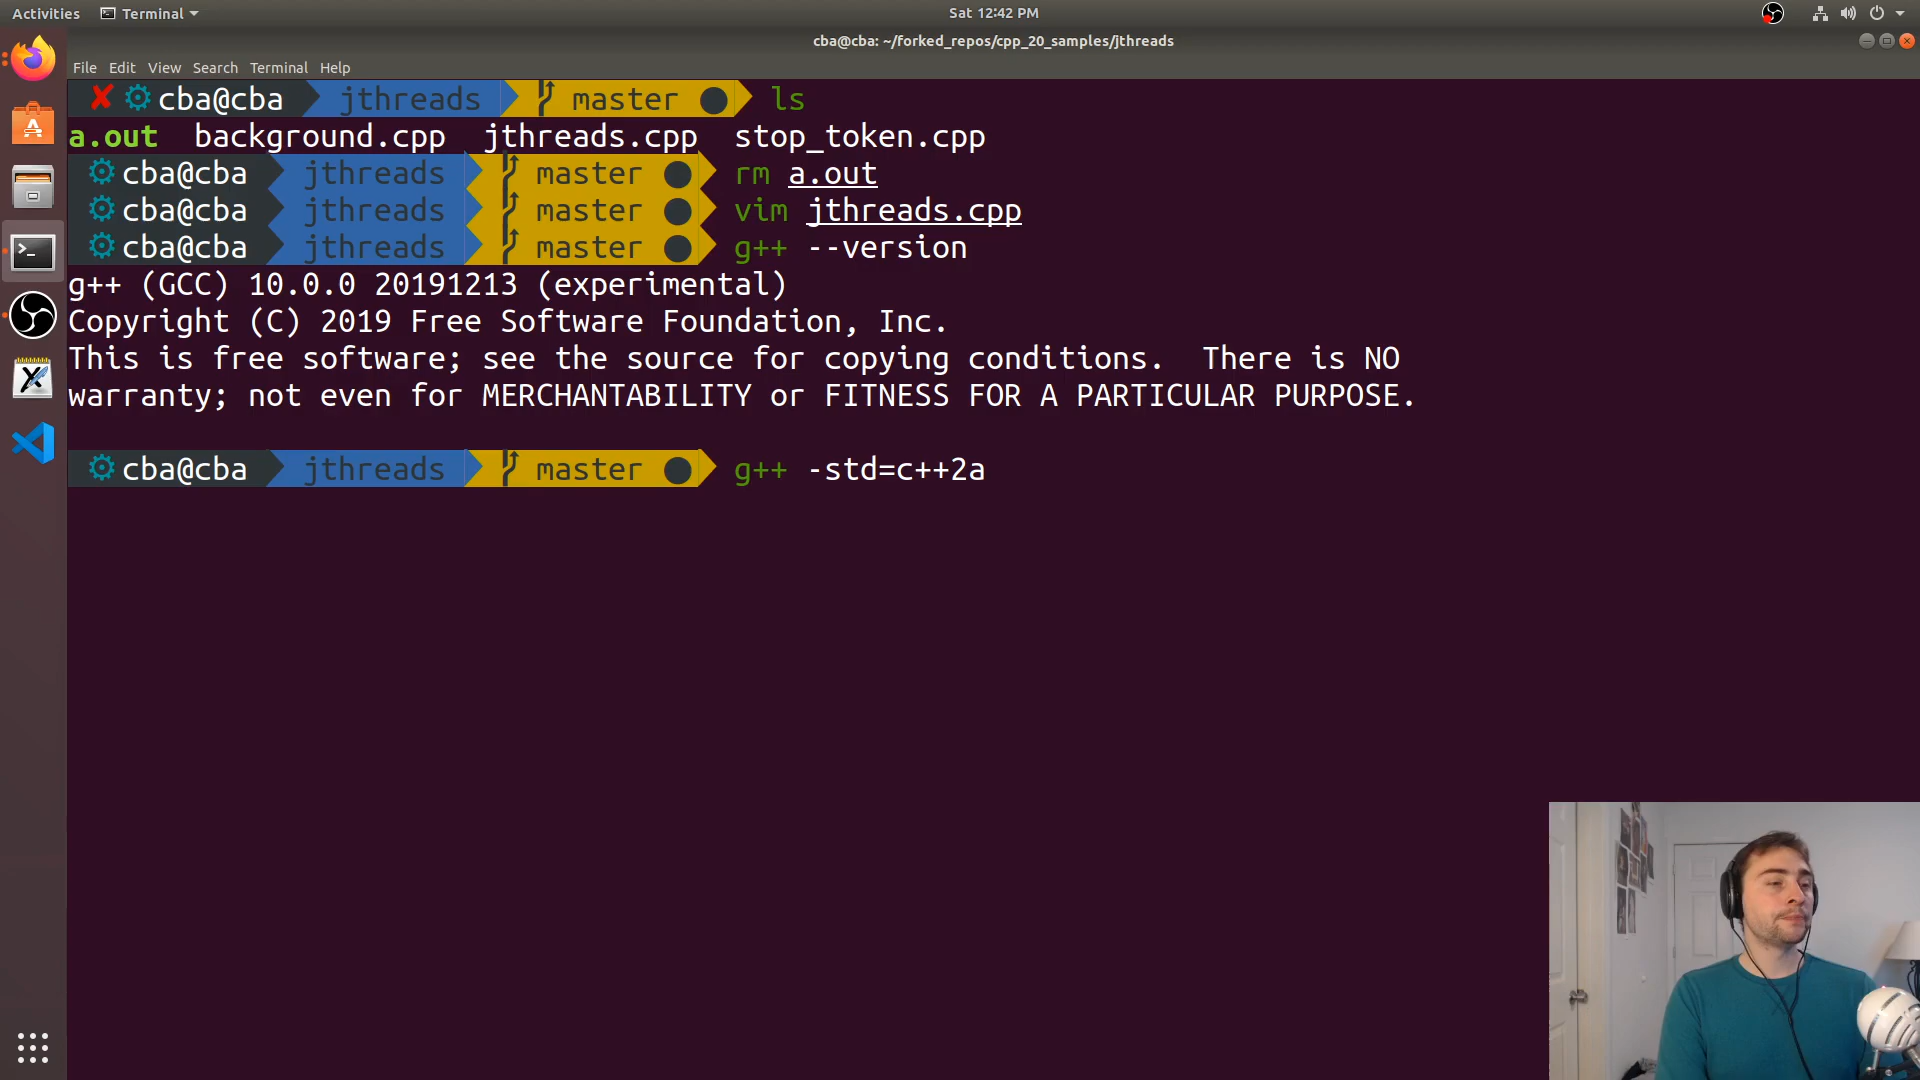 Activities Terminal Sat 12:42 PM
cba@cba: ~/forked_repos/cpp_20_samples/jthreads
File Edit View Search Terminal Help
✘ ⚙ cba@cba jthreads master ● ls
a.out background.cpp jthreads.cpp stop_token.cpp
⚙ cba@cba jthreads master ● rm a.out
⚙ cba@cba jthreads master ● vim jthreads.cpp
⚙ cba@cba jthreads master ● g++ --version
g++ (GCC) 10.0.0 20191213 (experimental)
Copyright (C) 2019 Free Software Foundation, Inc.
This is free software; see the source for copying conditions.  There is NO
warranty; not even for MERCHANTABILITY or FITNESS FOR A PARTICULAR PURPOSE.
⚙ cba@cba jthreads master ● g++ -std=c++2a